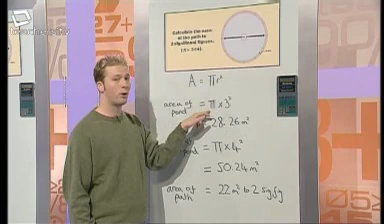 Calculate the area
of the path to
2 significant figures.
A = πr²
area of pond = π x 3²
= 28.26 m²
pond = π x 4²
= 50.24 m²
area of path = 22 m² to 2 sig fig